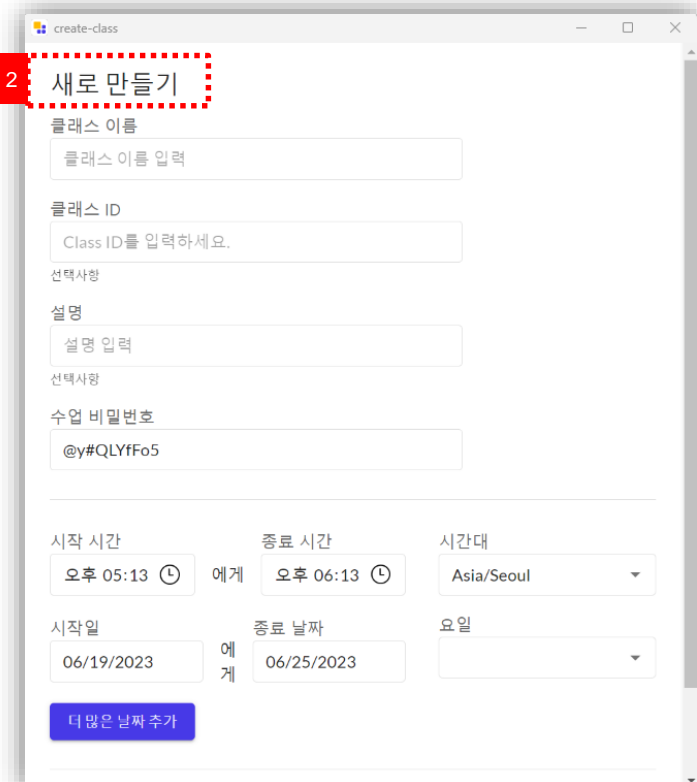 create-class
2
새로 만들기
클래스 이름
클래스 이름 입력
클래스 ID
Class ID를 입력하세요.
선택사항
설명
설명 입력
선택사항
수업 비밀번호
@y#QLYfFo5
시작 시간 종료 시간 시간대
오후 05:13 에게 오후 06:13 Asia/Seoul
시작일 종료 날짜 요일
06/19/2023 에게 06/25/2023
더 많은 날짜 추가